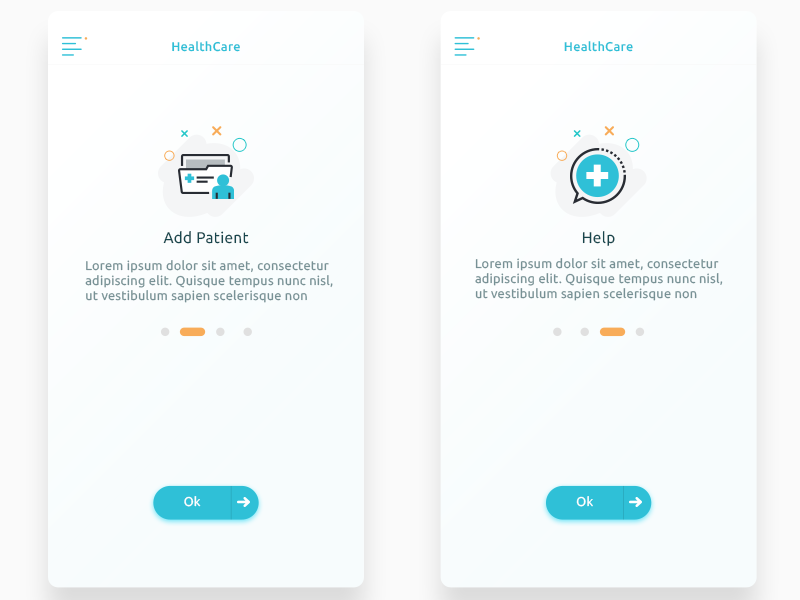 HealthCare
Add Patient
Lorem ipsum dolor sit amet, consectetur
adipiscing elit. Quisque tempus nunc nisl,
ut vestibulum sapien scelerisque non
Ok
HealthCare
Help
Lorem ipsum dolor sit amet, consectetur
adipiscing elit. Quisque tempus nunc nisl,
ut vestibulum sapien scelerisque non
Ok